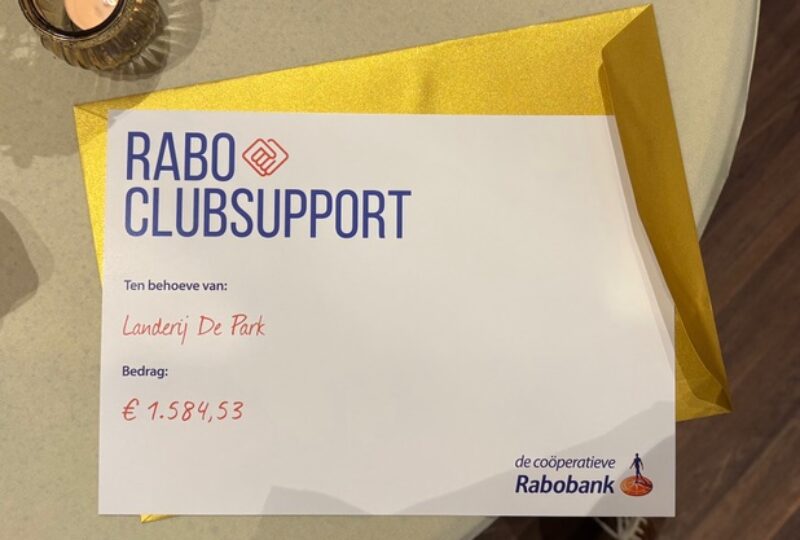 RABO
CLUBSUPPORT
Ten behoeve van:
Landerij De Park
Bedrag:
€ 1.584,53
de coöperatieve
Rabobank